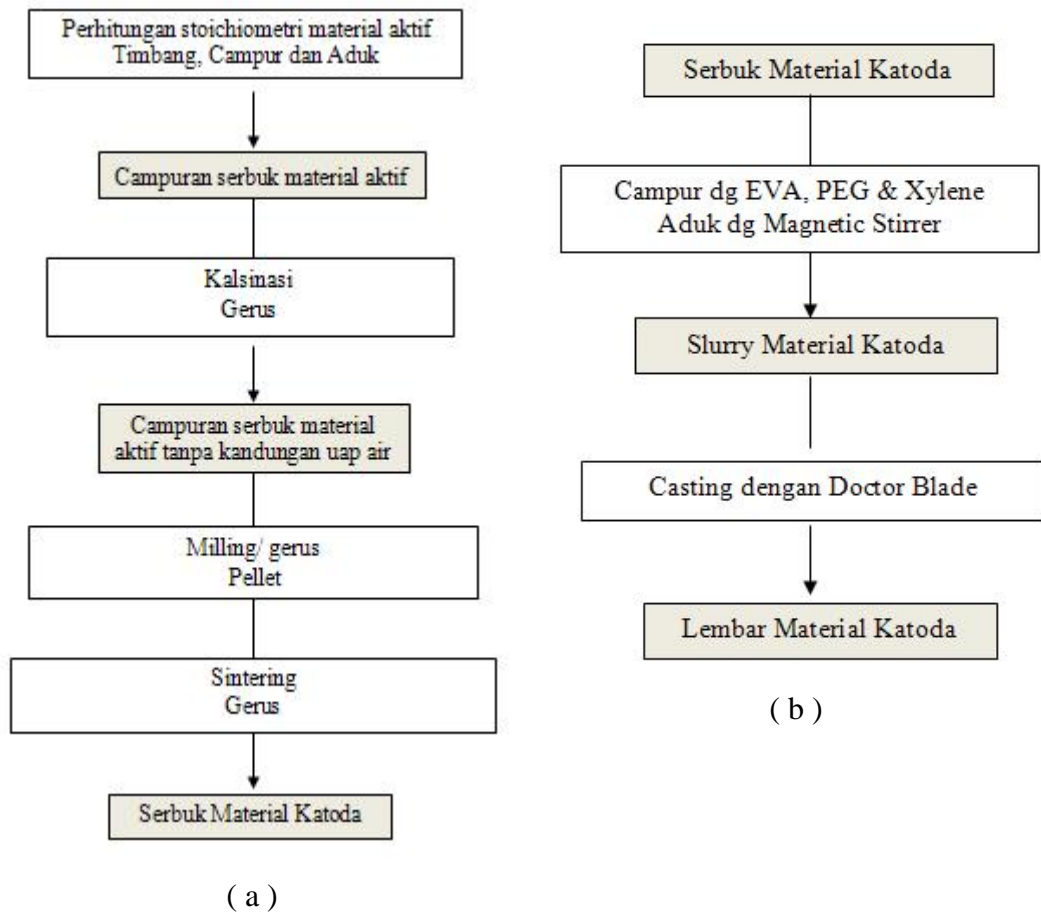 Perhitungan stoichiometri material aktif
Timbang, Campur dan Aduk
Campuran serbuk material aktif
Kalsinasi
Gerus
Campuran serbuk material
aktif tanpa kandungan uap air
Milling/ gerus
Pellet
Sintering
Gerus
Serbuk Material Katoda
( a )
Serbuk Material Katoda
Campur dg EVA, PEG & Xylene
Aduk dg Magnetic Stirrer
Slurry Material Katoda
Casting dengan Doctor Blade
Lembar Material Katoda
( b )